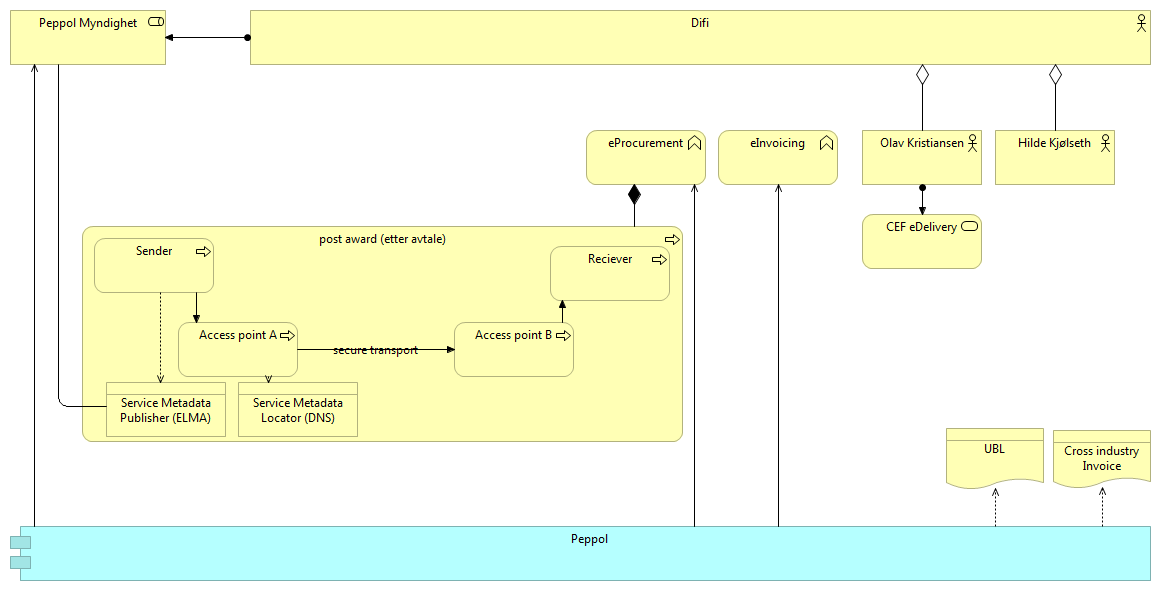 Peppol Myndighet
Difi
eProcurement
eInvoicing
Olav Kristiansen
Hilde Kjølseth
CEF eDelivery
post award (etter avtale)
Sender
Reciever
Access point A
secure transport
Access point B
Service Metadata
Publisher (ELMA)
Service Metadata
Locator (DNS)
UBL
Cross industry
Invoice
Peppol